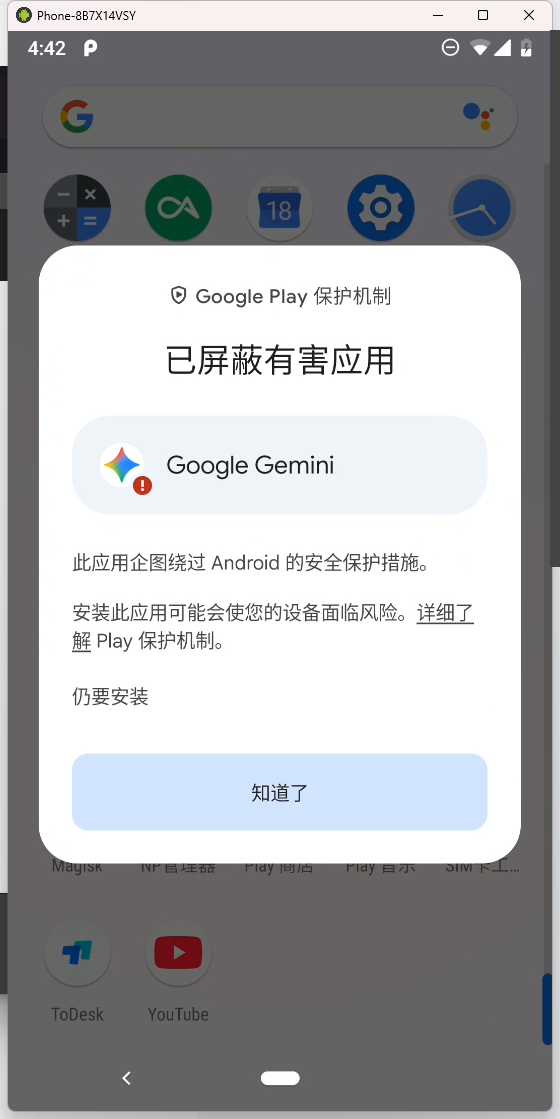 Phone-8B7X14VSY
4:42
18
Google Play 保护机制
已屏蔽有害应用
Google Gemini
此应用企图绕过 Android 的安全保护措施。
安装此应用可能会使您的设备面临风险。详细了
解 Play 保护机制。
仍要安装
知道了
Magisk NP管理器 Play 商店 Play 音乐 SIM卡工...
ToDesk YouTube